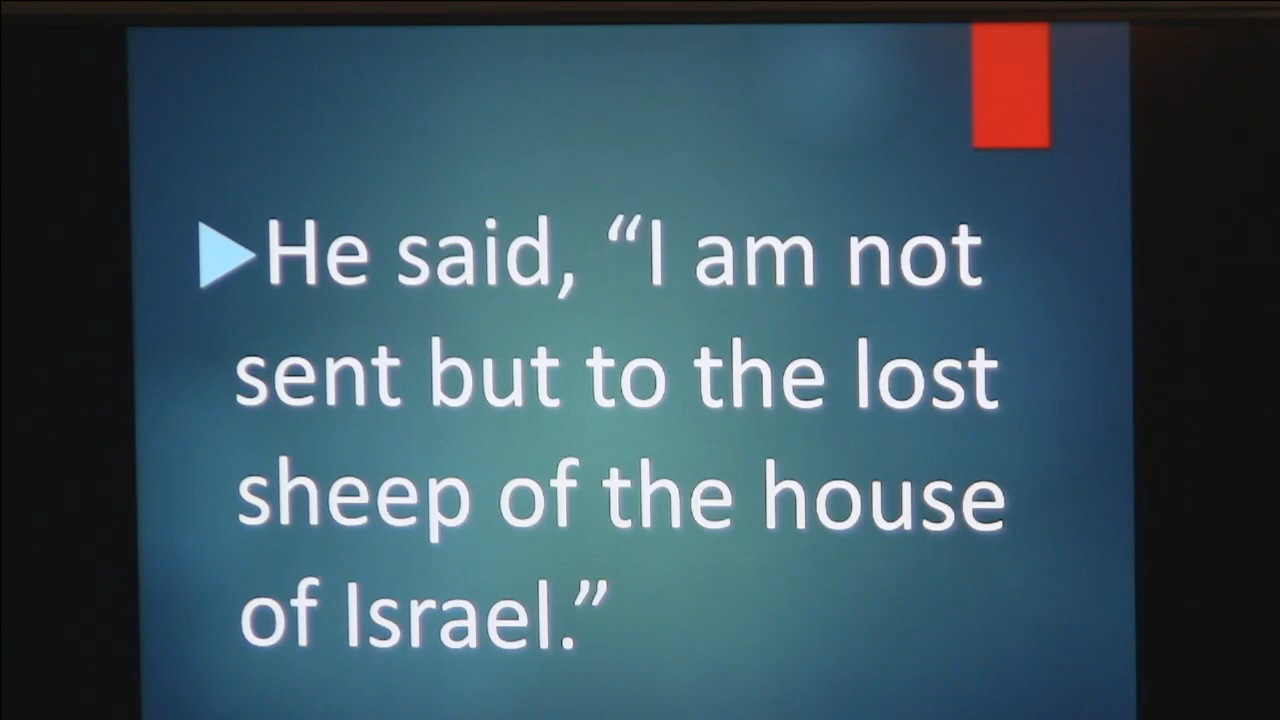 He said, “I am not
sent but to the lost
sheep of the house
of Israel.”